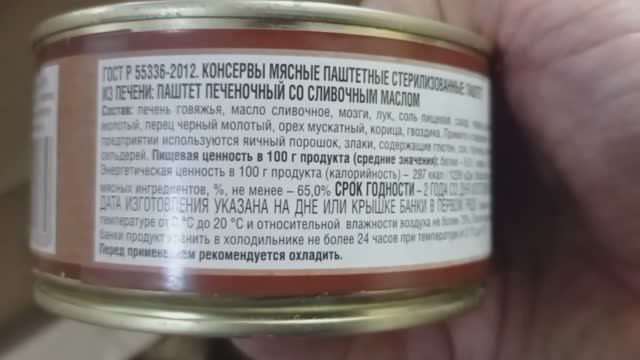 ГОСТ Р 55336-2012. КОНСЕРВЫ МЯСНЫЕ ПАШТЕТНЫЕ СТЕРИЛИЗОВАННЫЕ. ПАШТЕТ
ИЗ ПЕЧЕНИ: ПАШТЕТ ПЕЧЕНОЧНЫЙ СО СЛИВОЧНЫМ МАСЛОМ
Состав: печень говяжья, масло сливочное, мозги, лук, соль пищевая, сахар,
молотый, перец черный молотый, орех мускатный, корица, гвоздика.
предприятии используются яичный порошок, злаки, содержащие глютен,
сельдерей. Пищевая ценность в 100 г продукта (средние значения): белки
Энергетическая ценность в 100 г продукта (калорийность) – 297 ккал
мясных ингредиентов, %, не менее – 65,0% СРОК ГОДНОСТИ – 2 ГОДА СО ДНЯ
ДАТА ИЗГОТОВЛЕНИЯ УКАЗАНА НА ДНЕ ИЛИ КРЫШКЕ БАНКИ В ПЕРВОМ РЯДУ.
температуре от 0 °С до 20 °С и относительной влажности воздуха не более
банки продукт хранить в холодильнике не более 24 часов при температуре
Перед применением рекомендуется охладить.